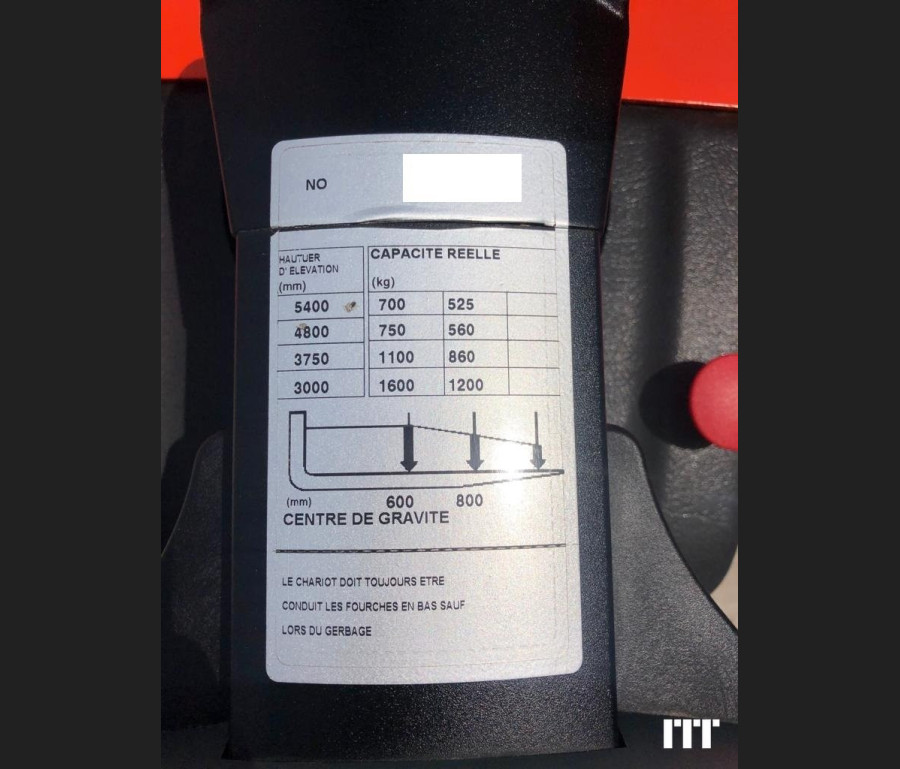 NO
HAUTUER
D' ELEVATION
(mm)
CAPACITE REELLE
(kg)
5400 700 525
4800 750 560
3750 1100 860
3000 1600 1200
(mm) 600 800
CENTRE DE GRAVITE
LE CHARIOT DOIT TOUJOURS ETRE
CONDUIT LES FOURCHES EN BAS SAUF
LORS DU GERBAGE
ITT